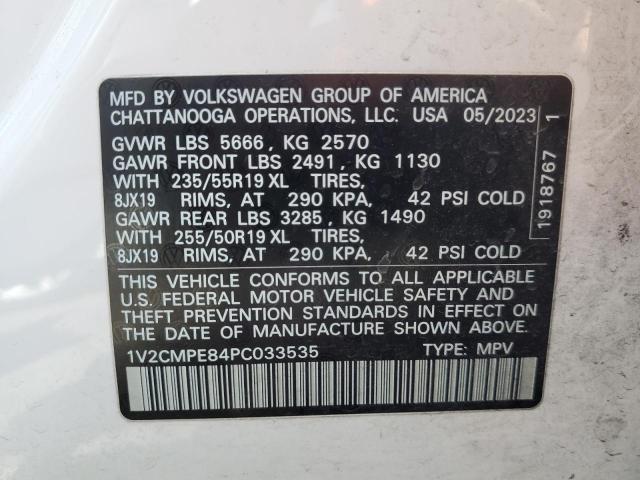 MFD BY VOLKSWAGEN GROUP OF AMERICA
CHATTANOOGA OPERATIONS, LLC. USA 05/2023
GVWR LBS 5666 , KG 2570
GAWR FRONT LBS 2491 , KG 1130
WITH 235/55R19 XL TIRES,
8JX19 RIMS, AT 290 KPA, 42 PSI COLD
GAWR REAR LBS 3285 , KG 1490
WITH 255/50R19 XL TIRES,
8JX19 RIMS, AT 290 KPA, 42 PSI COLD
THIS VEHICLE CONFORMS TO ALL APPLICABLE
U.S. FEDERAL MOTOR VEHICLE SAFETY AND
THEFT PREVENTION STANDARDS IN EFFECT ON
THE DATE OF MANUFACTURE SHOWN ABOVE.
1V2CMPE84PC033535 TYPE: MPV
1918767 1